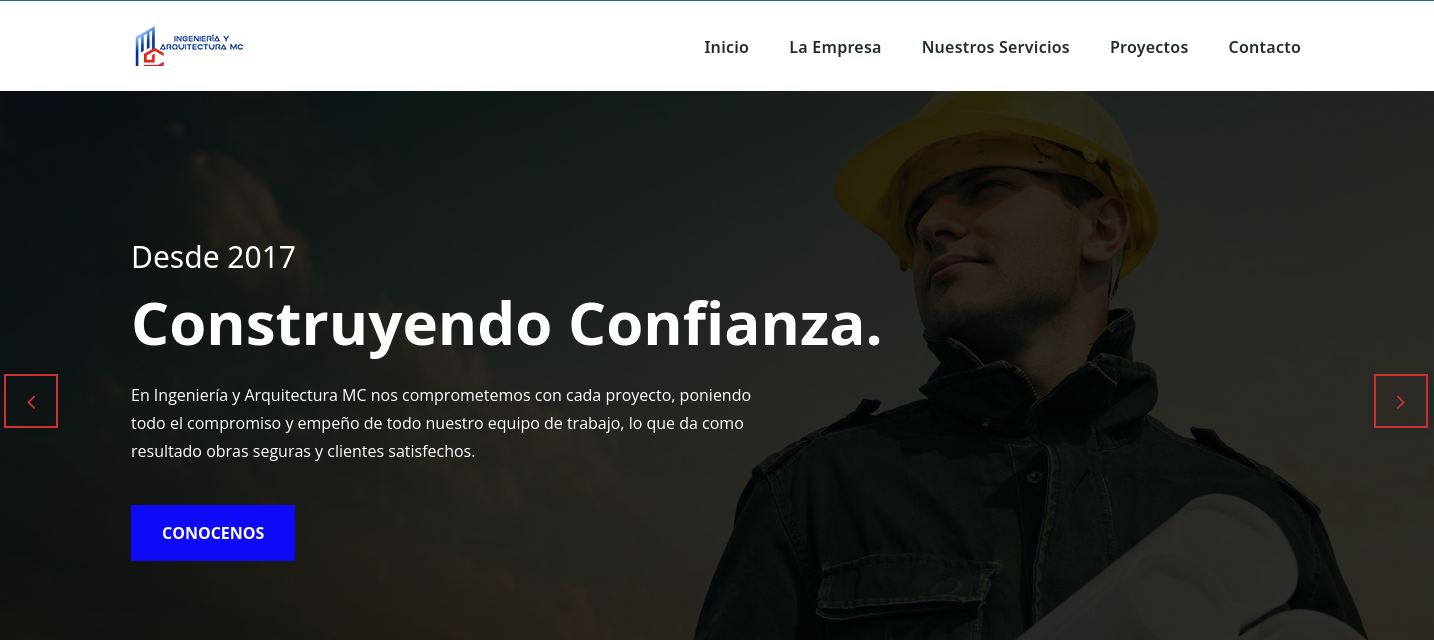 INGENIERÍA Y
ARQUITECTURA MC
Inicio La Empresa Nuestros Servicios Proyectos Contacto
Desde 2017
Construyendo Confianza.
En Ingeniería y Arquitectura MC nos comprometemos con cada proyecto, poniendo
todo el compromiso y empeño de todo nuestro equipo de trabajo, lo que da como
resultado obras seguras y clientes satisfechos.
CONOCENOS